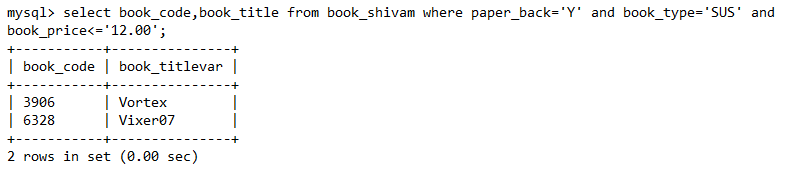 mysql> select book_code,book_title from book_shivam where paper_back='Y' and book_type='SUS' and
book_price<='12.00';
+-----------+---------------+
| book_code | book_titlevar |
+-----------+---------------+
| 3906      | Vortex        |
| 6328      | Vixer07       |
+-----------+---------------+
2 rows in set (0.00 sec)